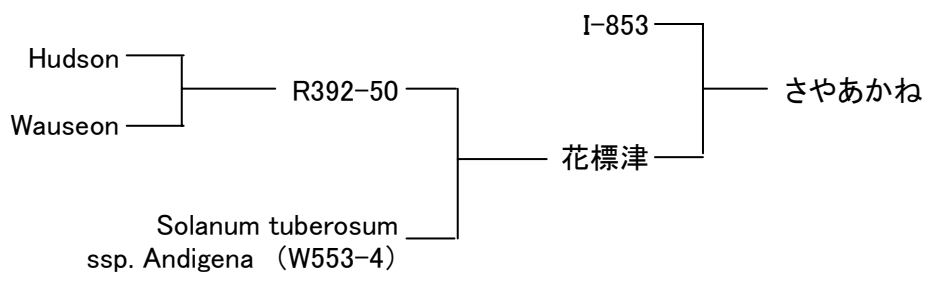 I-853
Hudson
R392-50
さやあかね
Wauseon
花標津
Solanum tuberosum
ssp. Andigena （W553-4）